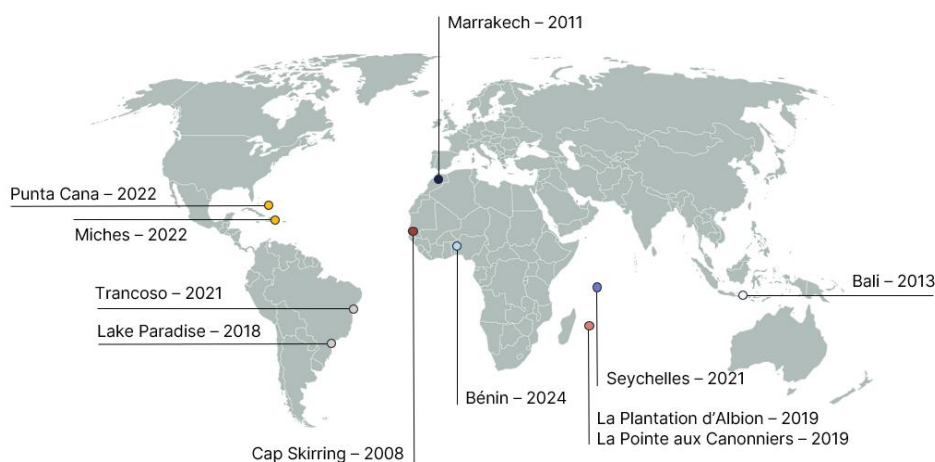 Marrakech – 2011
Punta Cana – 2022
Miches – 2022
Trancoso – 2021
Lake Paradise – 2018
Bali – 2013
Seychelles – 2021
Bénin – 2024
La Plantation d’Albion – 2019
La Pointe aux Canonniers – 2019
Cap Skirring – 2008